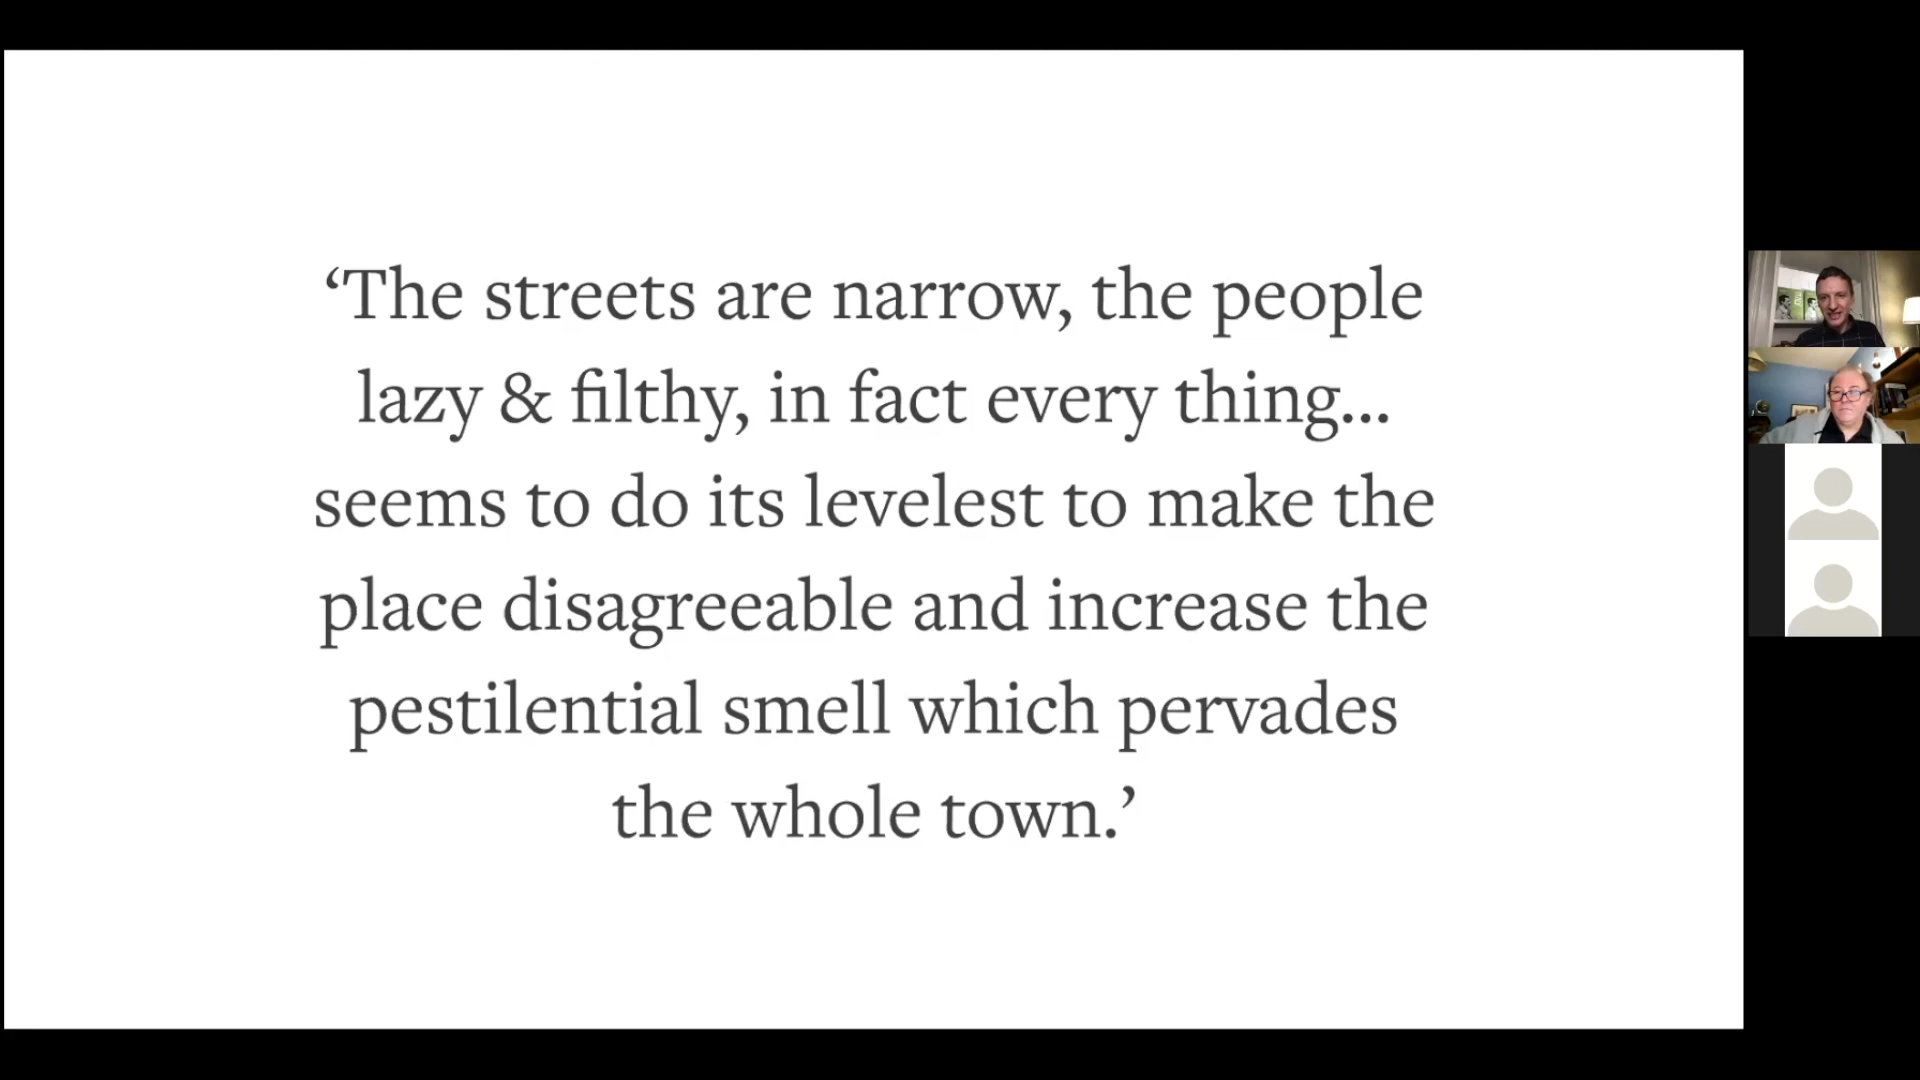 ‘The streets are narrow, the people
lazy & filthy, in fact every thing...
seems to do its levelest to make the
place disagreeable and increase the
pestilential smell which pervades
the whole town.’